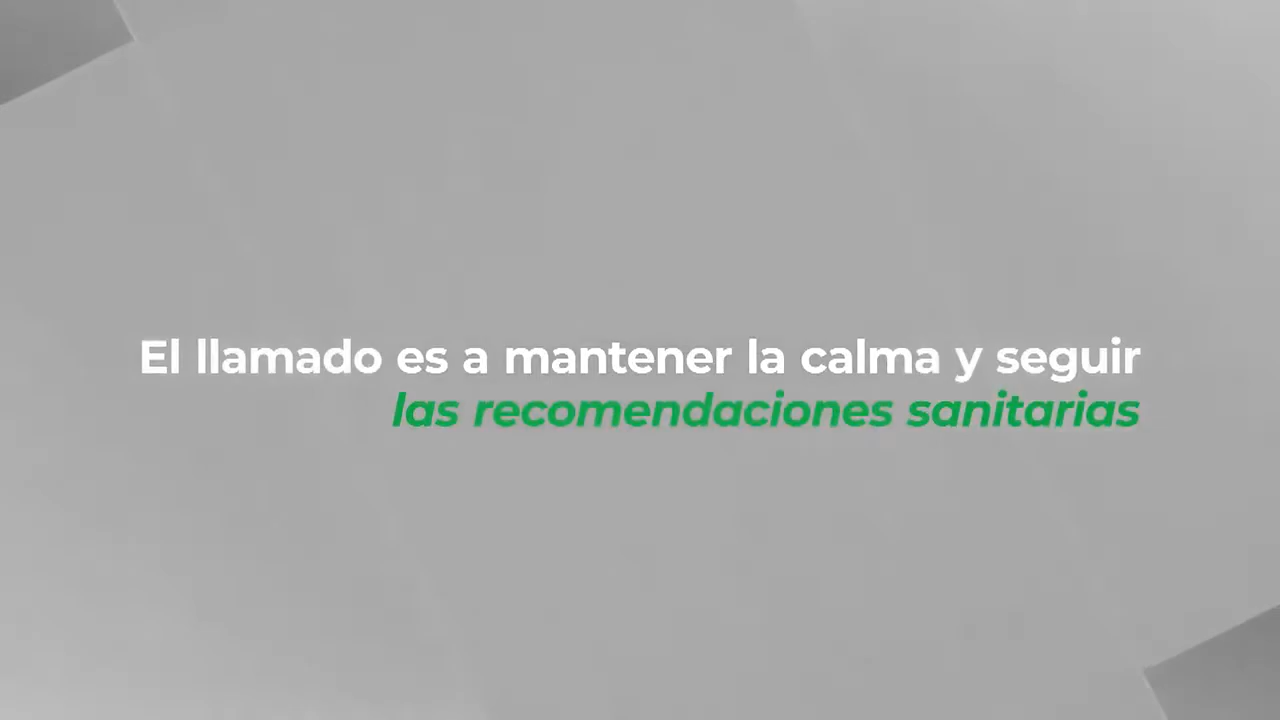 El llamado es a mantener la calma y seguir
las recomendaciones sanitarias